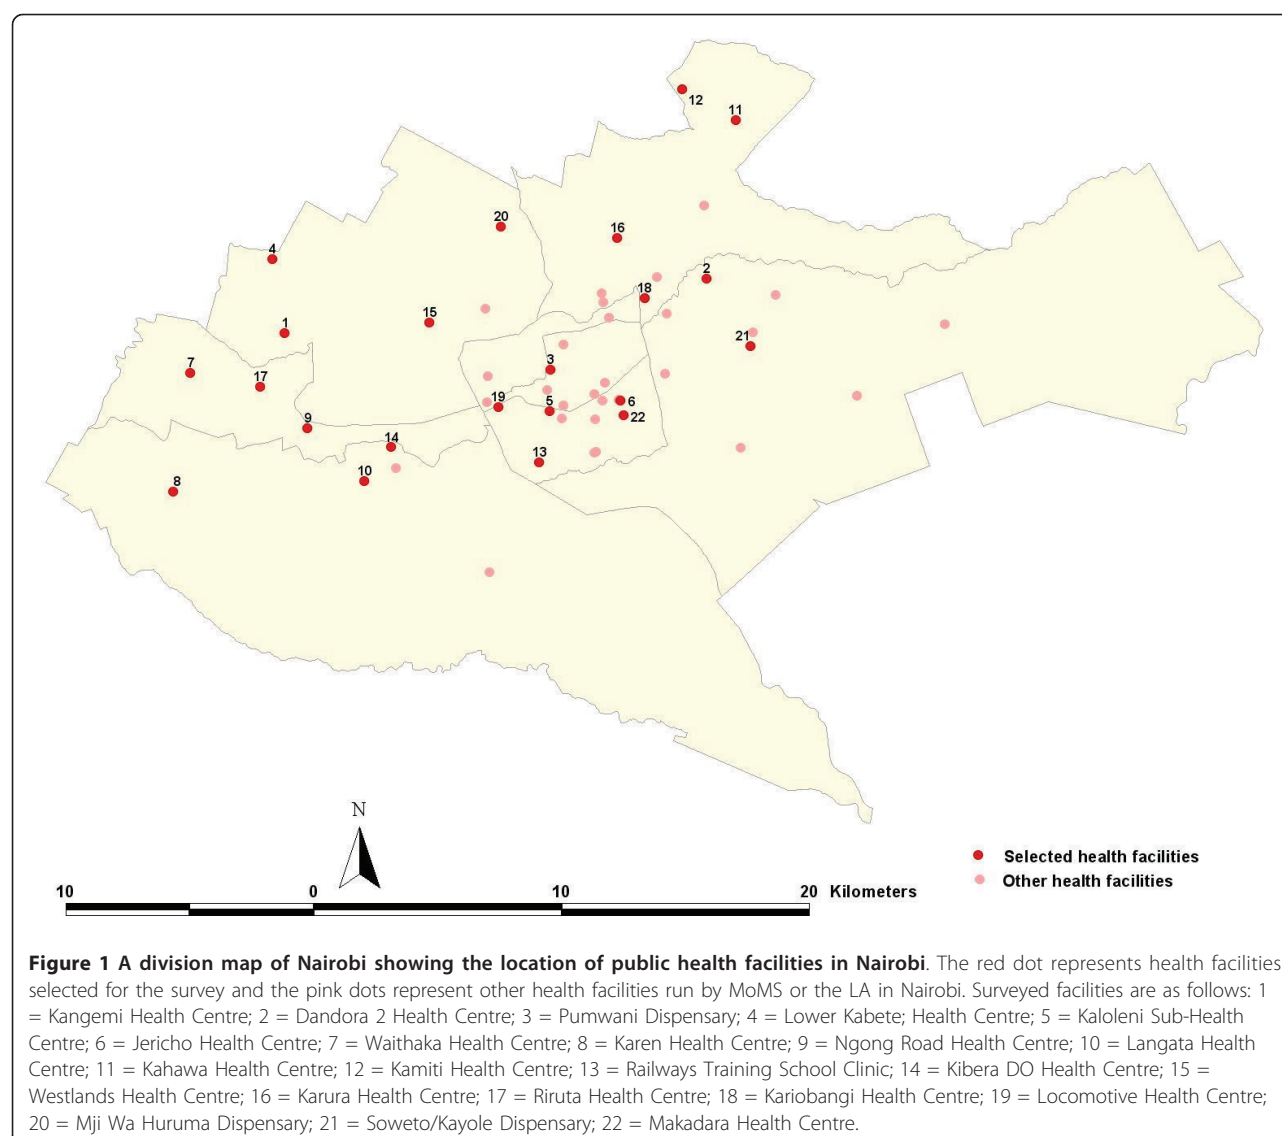 12
11
20
16
4
2
18
15
1
21
3
7
17
19
5
6
22
9
14
13
10
8
N
10 0 10 20 Kilometers
Selected health facilities
Other health facilities
Figure 1 A division map of Nairobi showing the location of public health facilities in Nairobi. The red dot represents health facilities
selected for the survey and the pink dots represent other health facilities run by MoMS or the LA in Nairobi. Surveyed facilities are as follows: 1
= Kangemi Health Centre; 2 = Dandora 2 Health Centre; 3 = Pumwani Dispensary; 4 = Lower Kabete; Health Centre; 5 = Kaloleni Sub-Health
Centre; 6 = Jericho Health Centre; 7 = Waithaka Health Centre; 8 = Karen Health Centre; 9 = Ngong Road Health Centre; 10 = Langata Health
Centre; 11 = Kahawa Health Centre; 12 = Kamiti Health Centre; 13 = Railways Training School Clinic; 14 = Kibera DO Health Centre; 15 =
Westlands Health Centre; 16 = Karura Health Centre; 17 = Riruta Health Centre; 18 = Kariobangi Health Centre; 19 = Locomotive Health Centre;
20 = Mji Wa Huruma Dispensary; 21 = Soweto/Kayole Dispensary; 22 = Makadara Health Centre.